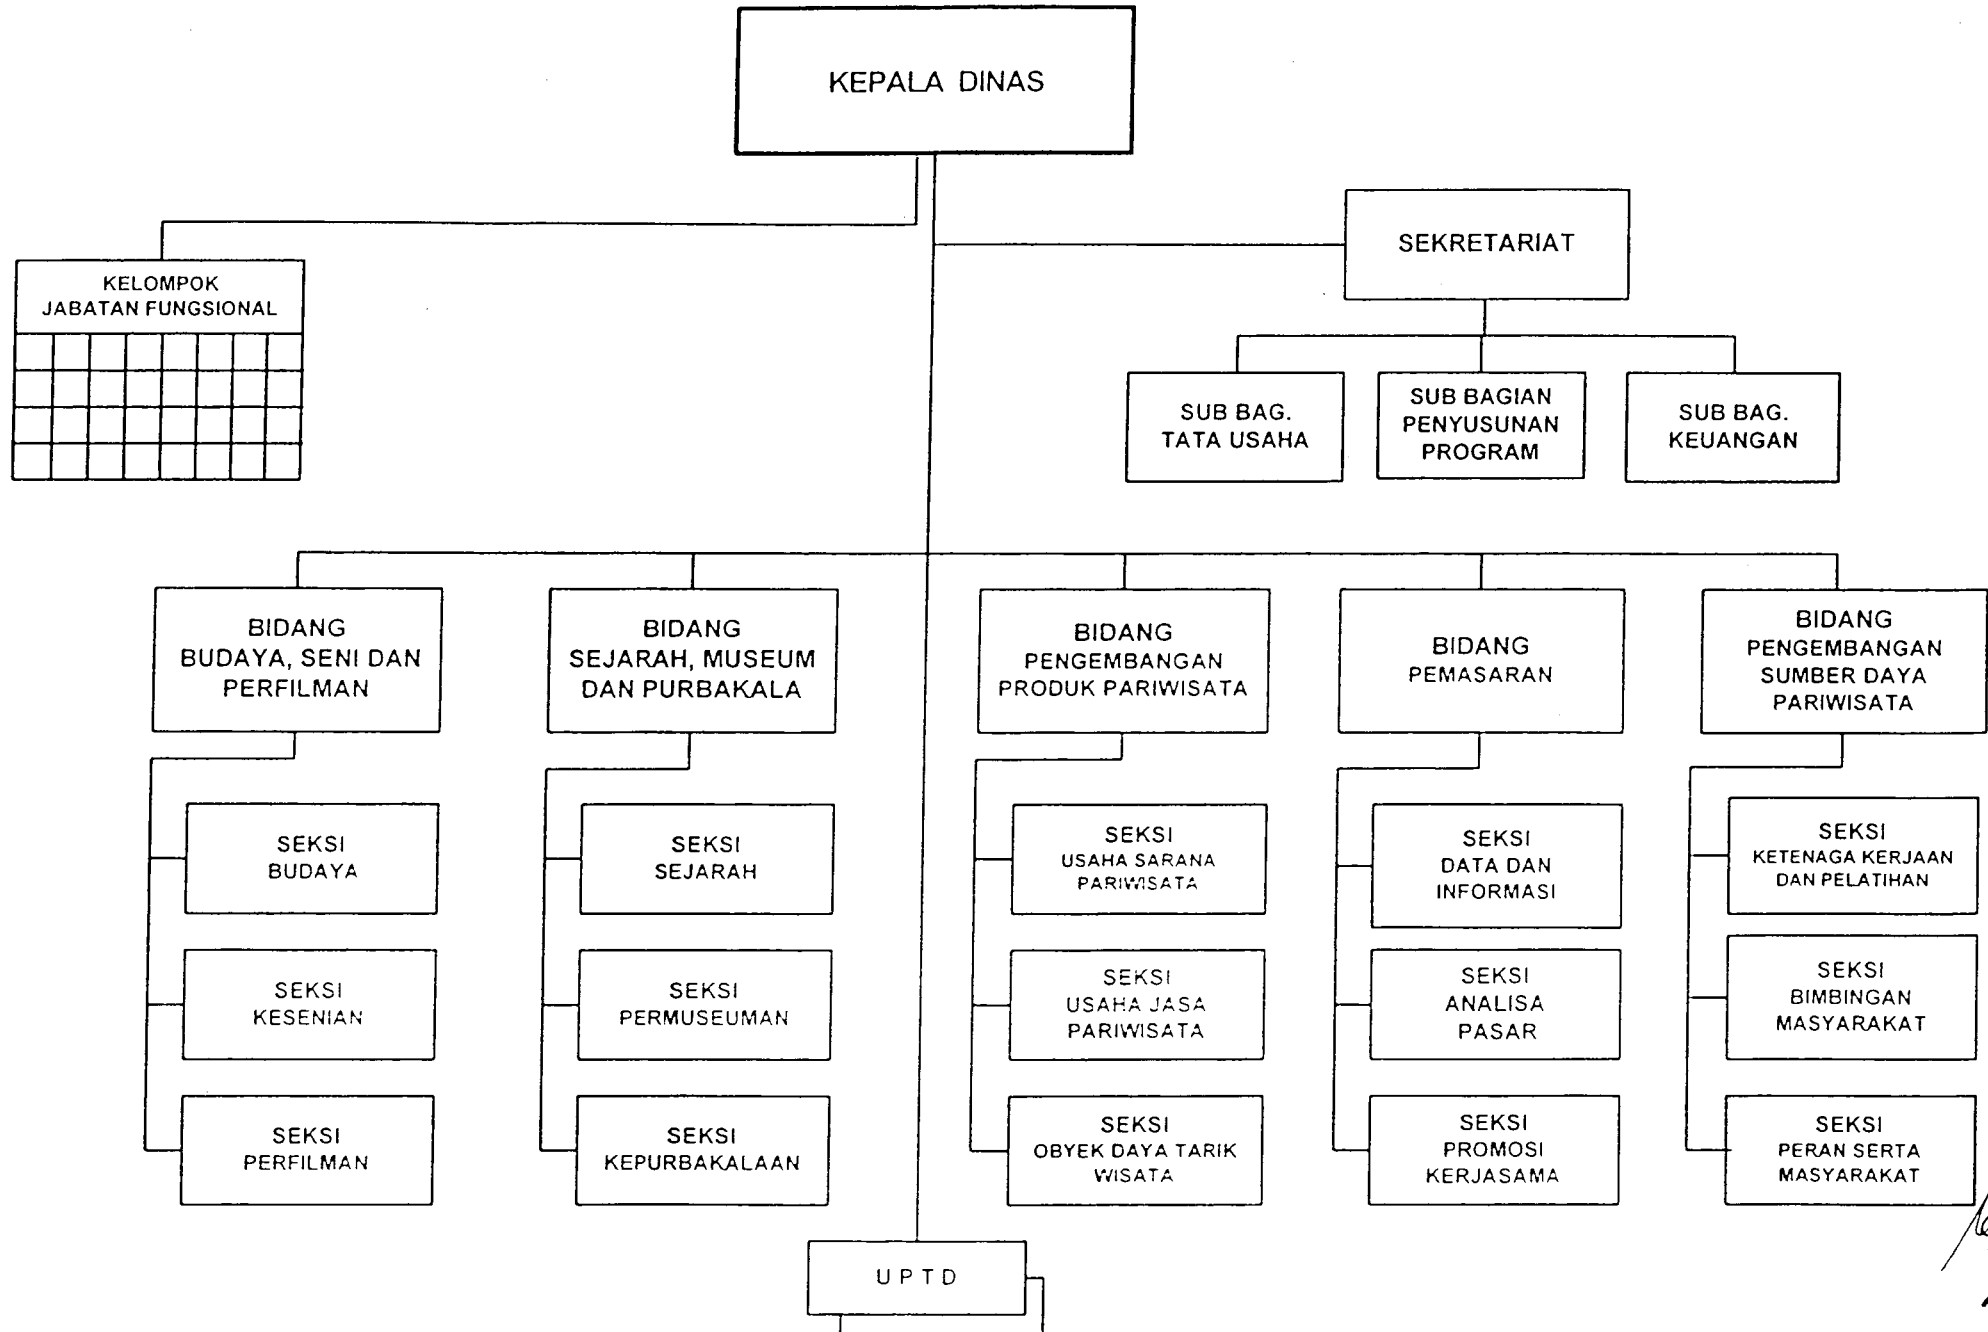 KEPALA DINAS
SEKRETARIAT
KELOMPOK
JABATAN FUNGSIONAL
SUB BAG.
TATA USAHA
SUB BAGIAN
PENYUSUNAN
PROGRAM
SUB BAG.
KEUANGAN
BIDANG
BUDAYA, SENI DAN
PERFILMAN
BIDANG
SEJARAH, MUSEUM
DAN PURBAKALA
BIDANG
PENGEMBANGAN
PRODUK PARIWISATA
BIDANG
PEMASARAN
BIDANG
PENGEMBANGAN
SUMBER DAYA
PARIWISATA
SEKSI
BUDAYA
SEKSI
SEJARAH
SEKSI
USAHA SARANA
PARIWISATA
SEKSI
DATA DAN
INFORMASI
SEKSI
KETENAGA KERJAAN
DAN PELATIHAN
SEKSI
KESENIAN
SEKSI
PERMUSEUMAN
SEKSI
USAHA JASA
PARIWISATA
SEKSI
ANALISA
PASAR
SEKSI
BIMBINGAN
MASYARAKAT
SEKSI
PERFILMAN
SEKSI
KEPURBAKALAAN
SEKSI
OBYEK DAYA TARIK
WISATA
SEKSI
PROMOSI
KERJASAMA
SEKSI
PERAN SERTA
MASYARAKAT
U P T D